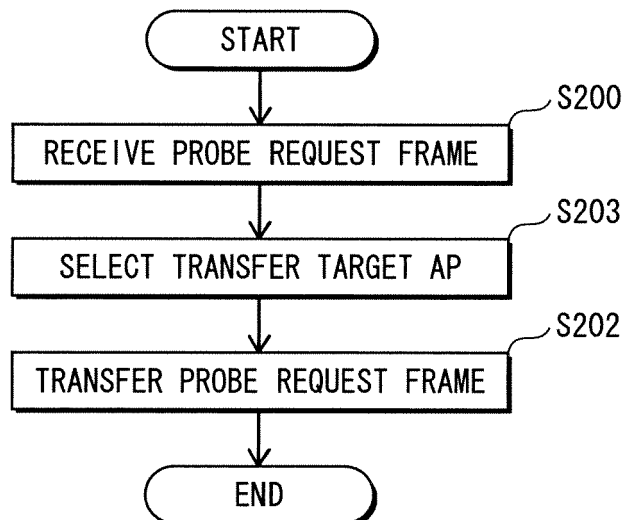 START
S200
RECEIVE PROBE REQUEST FRAME
S203
SELECT TRANSFER TARGET AP
S202
TRANSFER PROBE REQUEST FRAME
END